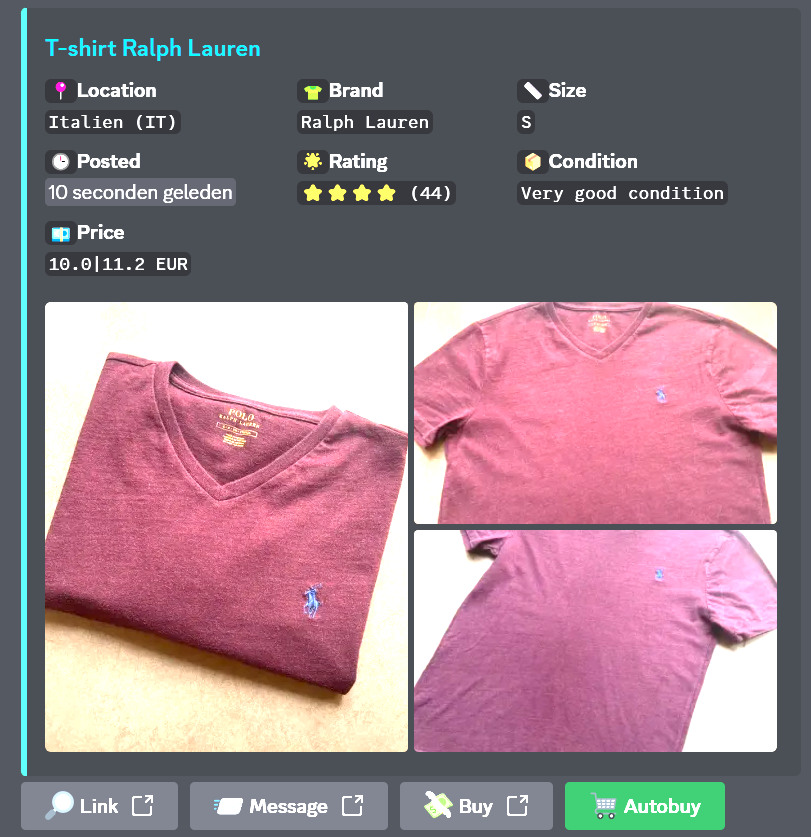 T-shirt Ralph Lauren
Location
Brand
Size
Italien (IT)
Ralph Lauren
S
Posted
Rating
Condition
10 seconden geleden
(44)
Very good condition
Price
10.0|11.2 EUR
POLO
RALPH LAUREN
Link
Message
Buy
Autobuy